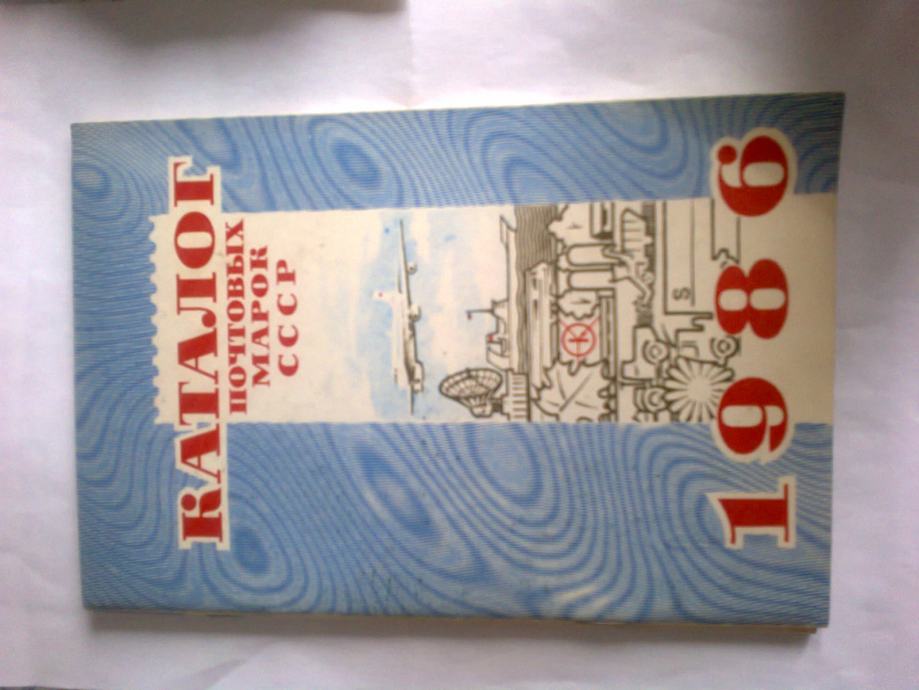 КАТАЛОГ
ПОЧТОВЫХ
МАРОК
СССР
К
S
1986